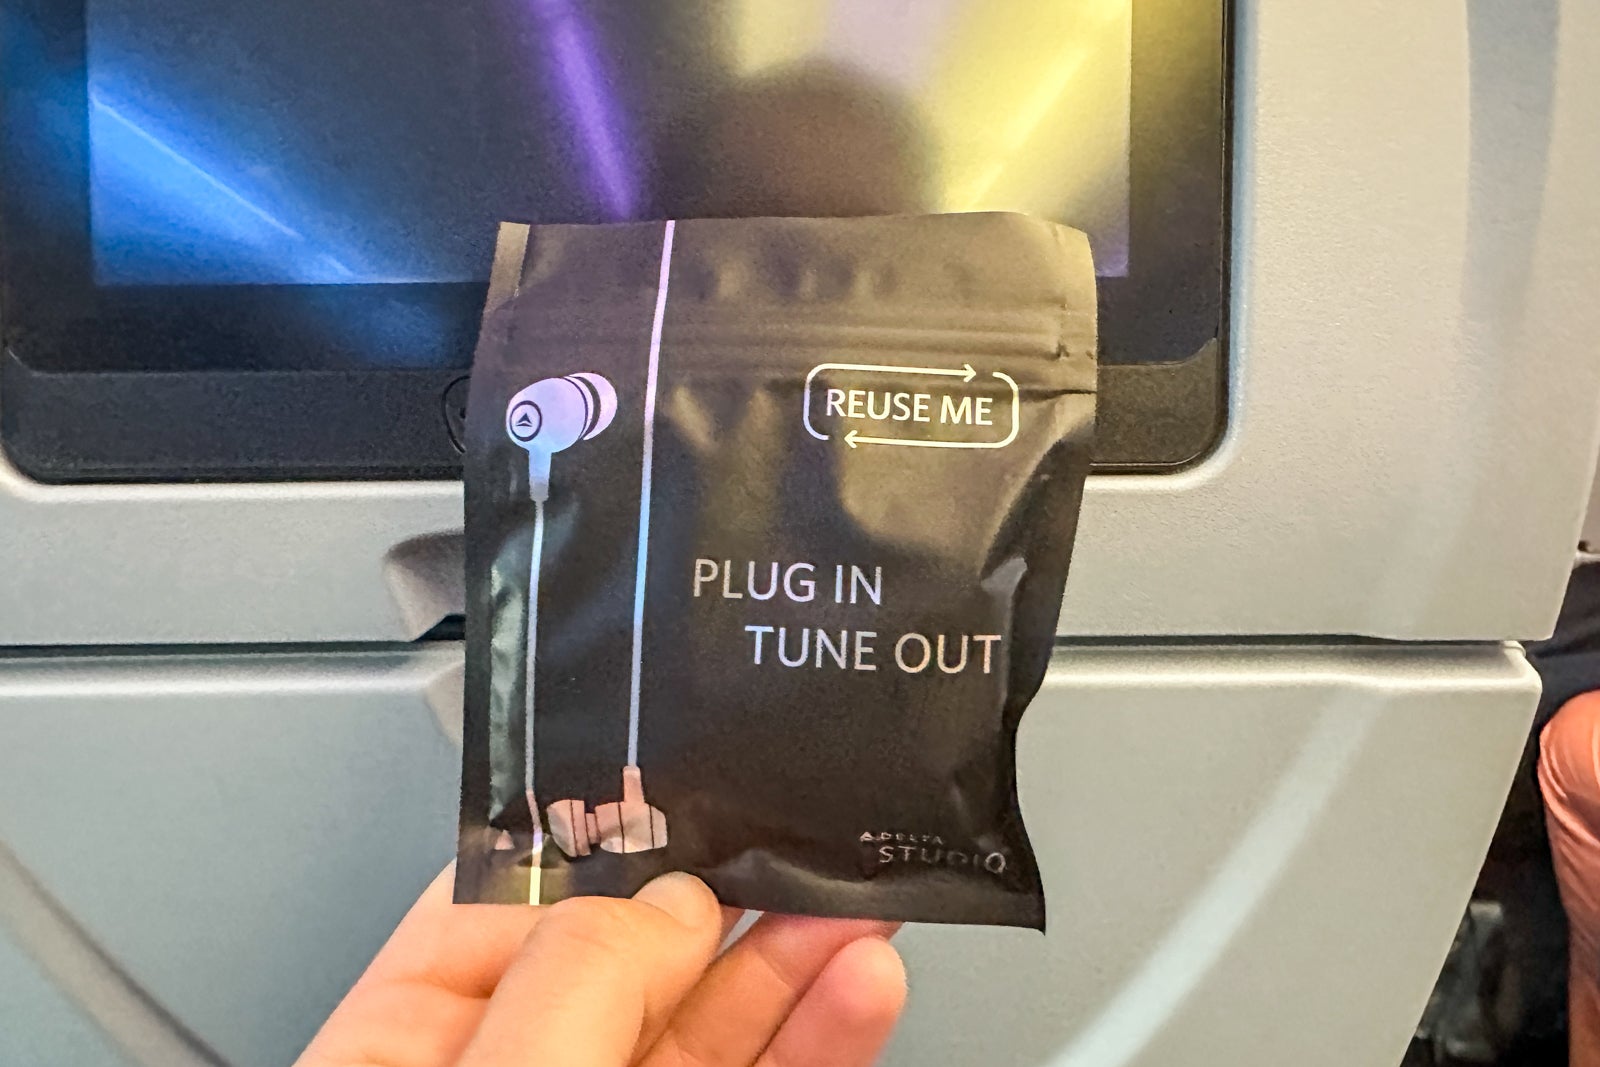 REUSE ME
PLUG IN
TUNE OUT
DELTA
STUDIO